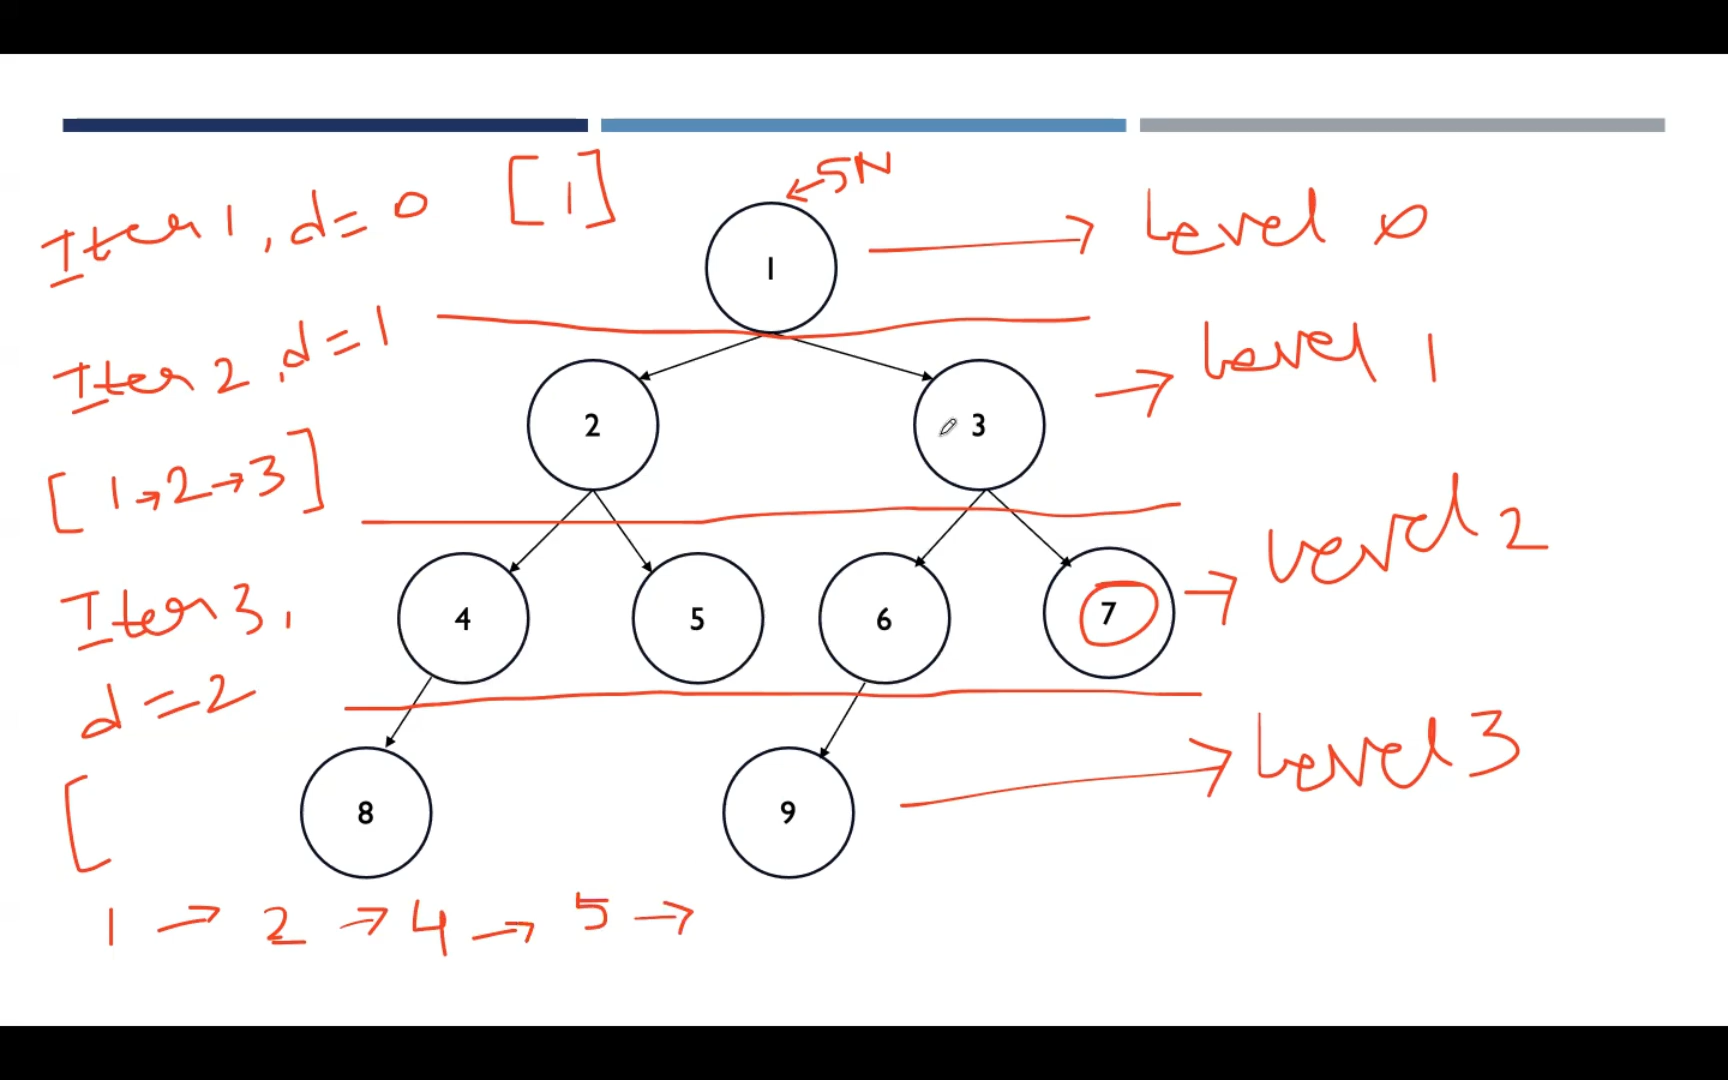 Iter 1, d = 0 [1]
← SN
1
→ Level 0
Iter 2, d = 1
2
3
→ Level 1
[1→2→3]
Iter 3,
d = 2
4
5
6
7
→ Level 2
[
8
9
→ Level 3
1 → 2 → 4 → 5 →